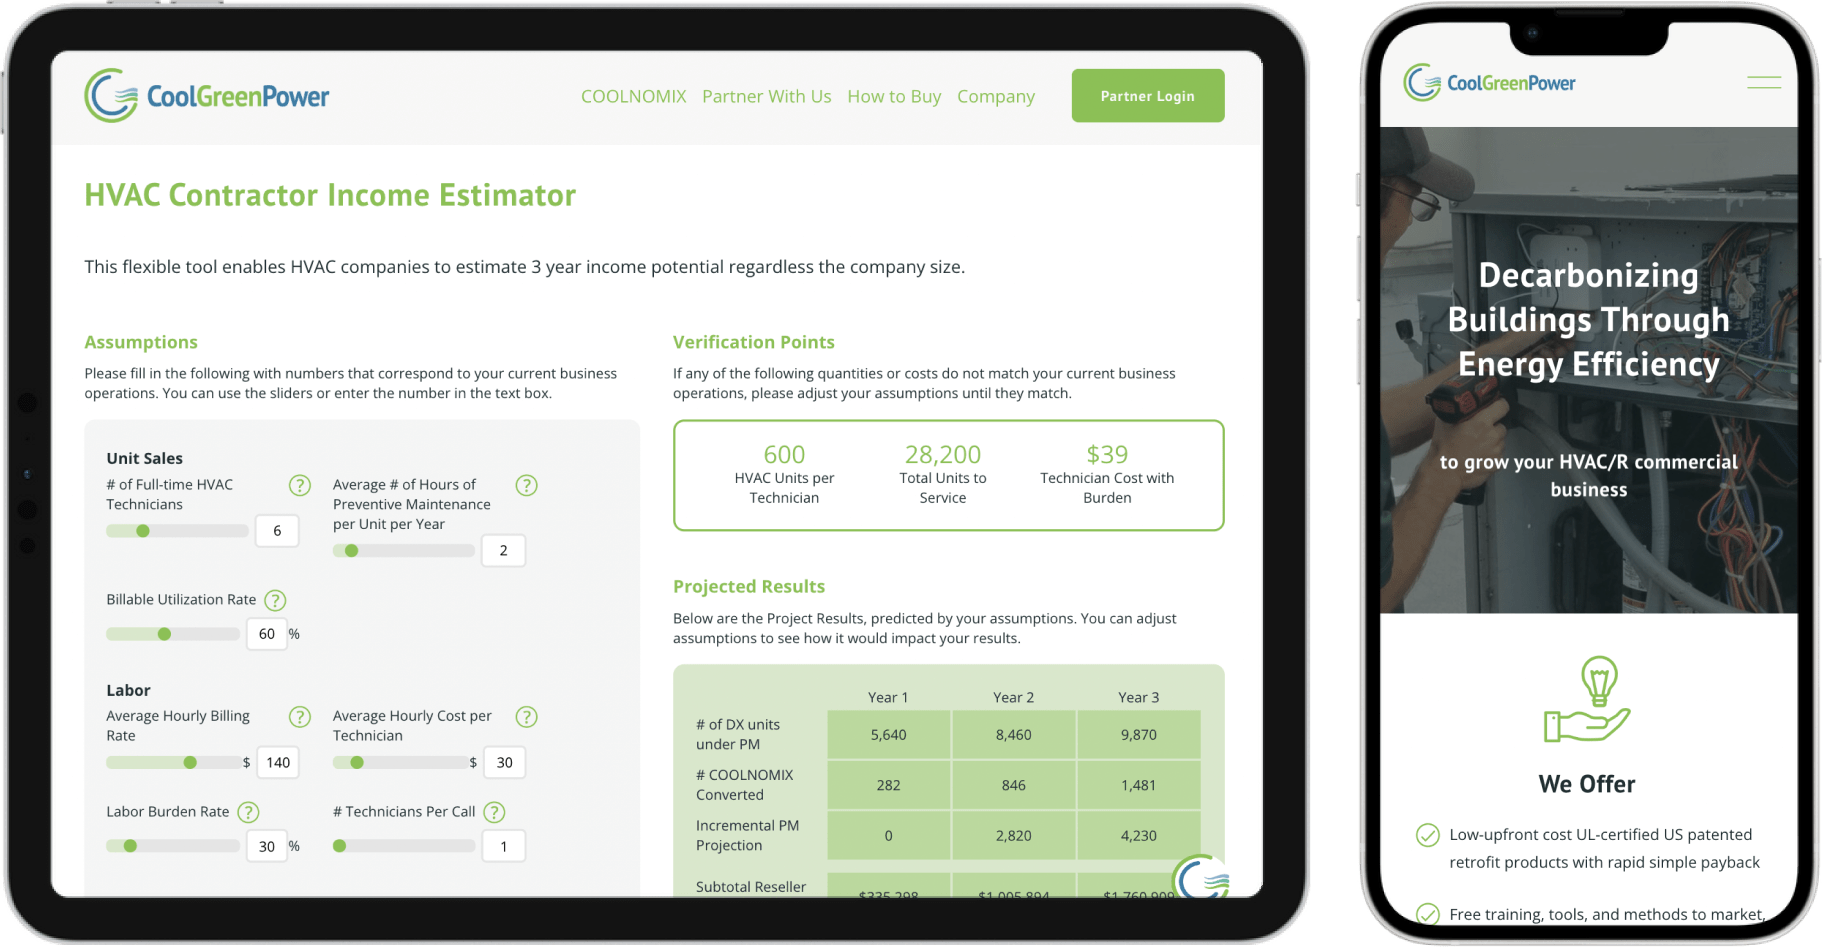 CoolGreenPower
COOLNOMIX Partner With Us How to Buy Company
Partner Login
HVAC Contractor Income Estimator
This flexible tool enables HVAC companies to estimate 3 year income potential regardless the company size.
Assumptions
Please fill in the following with numbers that correspond to your current business
operations. You can use the sliders or enter the number in the text box.
Unit Sales
# of Full-time HVAC
Technicians
?
6
Average # of Hours of
Preventive Maintenance
per Unit per Year
?
2
Billable Utilization Rate ?
60 %
Labor
Average Hourly Billing
Rate
?
$ 140
Average Hourly Cost per
Technician
?
$ 30
Labor Burden Rate ?
30 %
# Technicians Per Call ?
1
Verification Points
If any of the following quantities or costs do not match your current business
operations, please adjust your assumptions until they match.
600
HVAC Units per
Technician
28,200
Total Units to
Service
$39
Technician Cost with
Burden
Projected Results
Below are the Project Results, predicted by your assumptions. You can adjust
assumptions to see how it would impact your results.
Year 1 Year 2 Year 3
# of DX units
under PM
5,640 8,460 9,870
# COOLNOMIX
Converted
282 846 1,481
Incremental PM
Projection
0 2,820 4,230
Subtotal Reseller
$335,298 $1,005,894 $1,760,909
CoolGreenPower
Decarbonizing
Buildings Through
Energy Efficiency
to grow your HVAC/R commercial
business
We Offer
Low-upfront cost UL-certified US patented
retrofit products with rapid simple payback
Free training, tools, and methods to market,